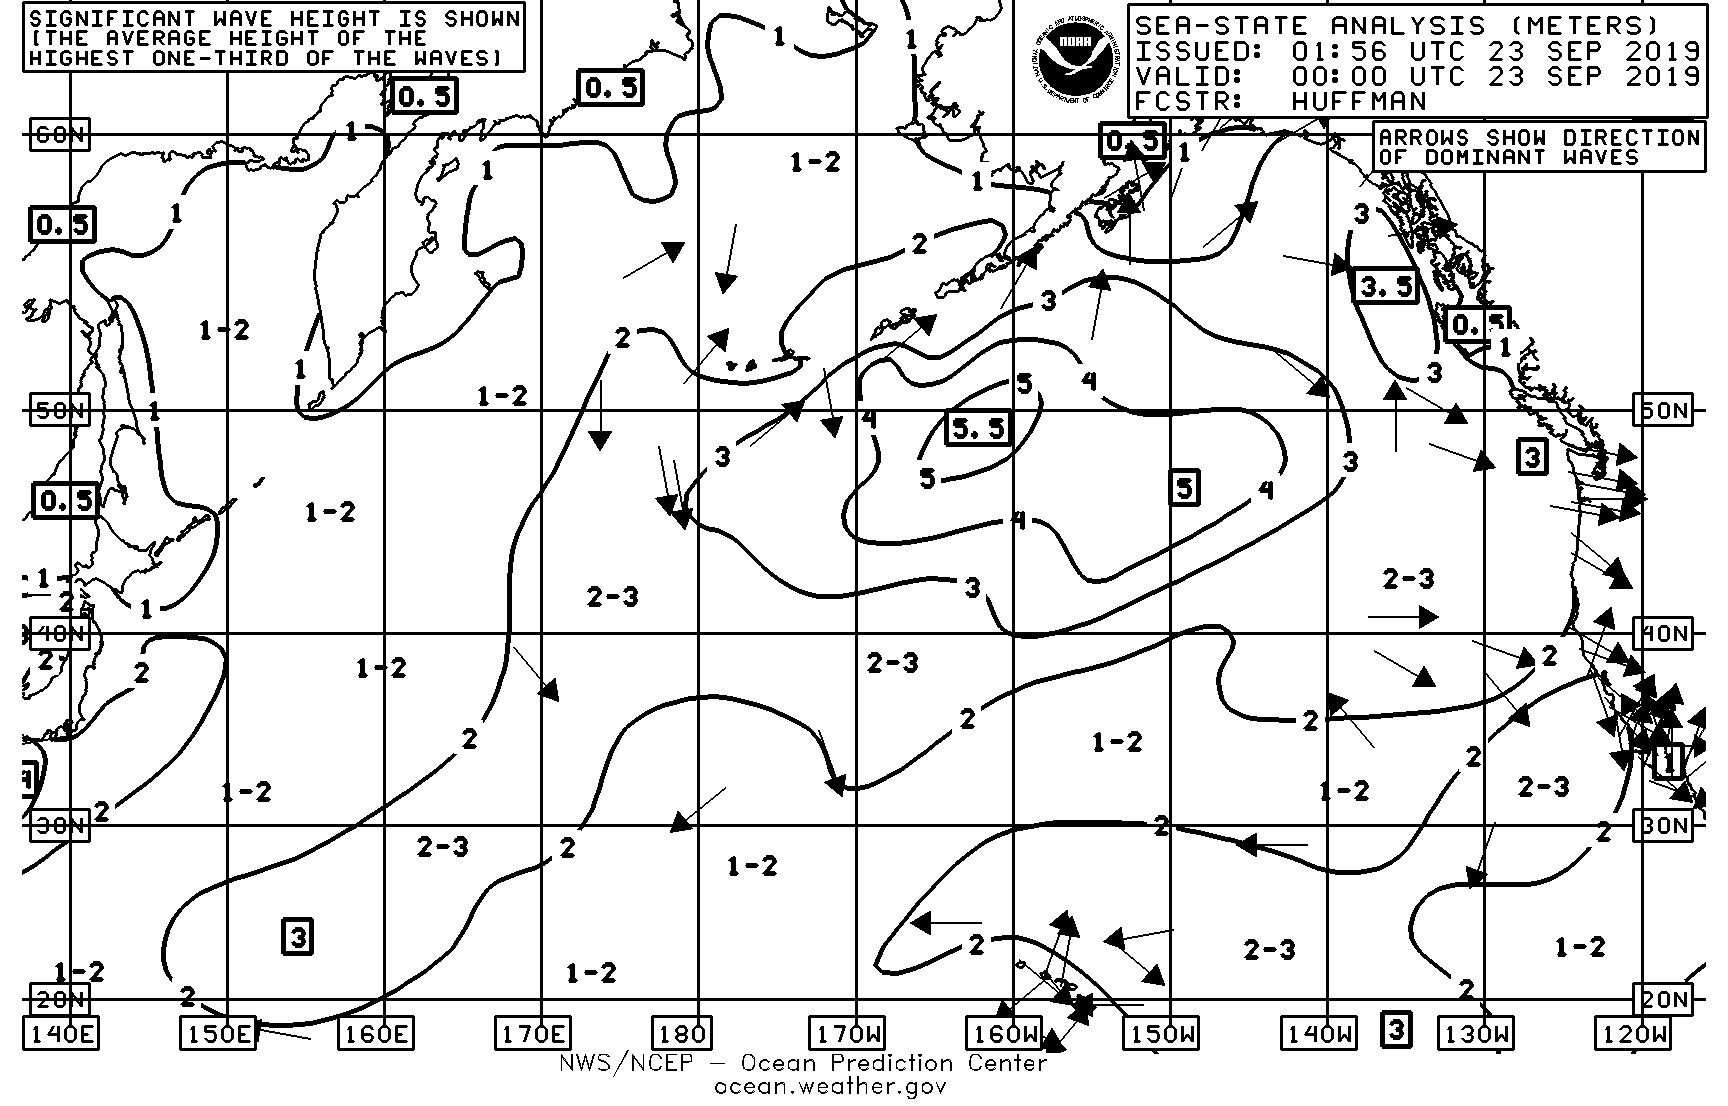 SIGNIFICANT WAVE HEIGHT IS SHOWN
(THE AVERAGE HEIGHT OF THE
HIGHEST ONE-THIRD OF THE WAVES)
SEA-STATE ANALYSIS (METERS)
ISSUED: 01:56 UTC 23 SEP 2019
VALID: 00:00 UTC 23 SEP 2019
FCSTR: HUFFMAN
NOAA
ARROWS SHOW DIRECTION
OF DOMINANT WAVES
1 1
0.5 0.5
60N 1 0.5 1
1 1-2 1
0.5 1 2 3
3.5
1-2 2 3 0.5
1 1
1 1-2 5 4 3
50N 1 4 50N
5.5
3 3 3
0.5 5 5 4
1-2 4
1 2-3 3 2-3
2 1
40N 40N
2 2 1-2 2-3 2
2 2 2
1-2 2 1
1-2 1-2 2-3
2
30N 2 2
30N
2-3 2 1-2
3 2 2-3 1-2
1-2 1-2
20N 2 2 20N
140E 150E 160E 170E 180 170W 160W 150W 140W 3 130W 120W
NWS/NCEP – Ocean Prediction Center
ocean.weather.gov